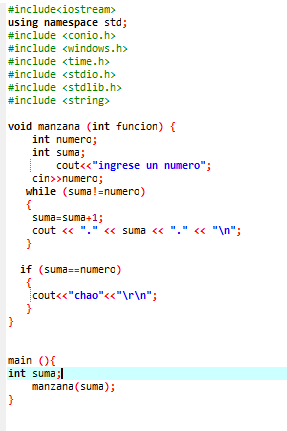 #include<iostream>
using namespace std;
#include <conio.h>
#include <windows.h>
#include <time.h>
#include <stdio.h>
#include <stdlib.h>
#include <string>
void manzana (int funcion) {
int numero;
int suma;
cout<<"ingrese un numero";
cin>>numero;
while (suma!=numero)
{
suma=suma+1;
cout << "." << suma << "." << "\n";
}
if (suma==numero)
{
cout<<"chao"<<"\r\n";
}
}
main (){
int suma;
manzana(suma);
}